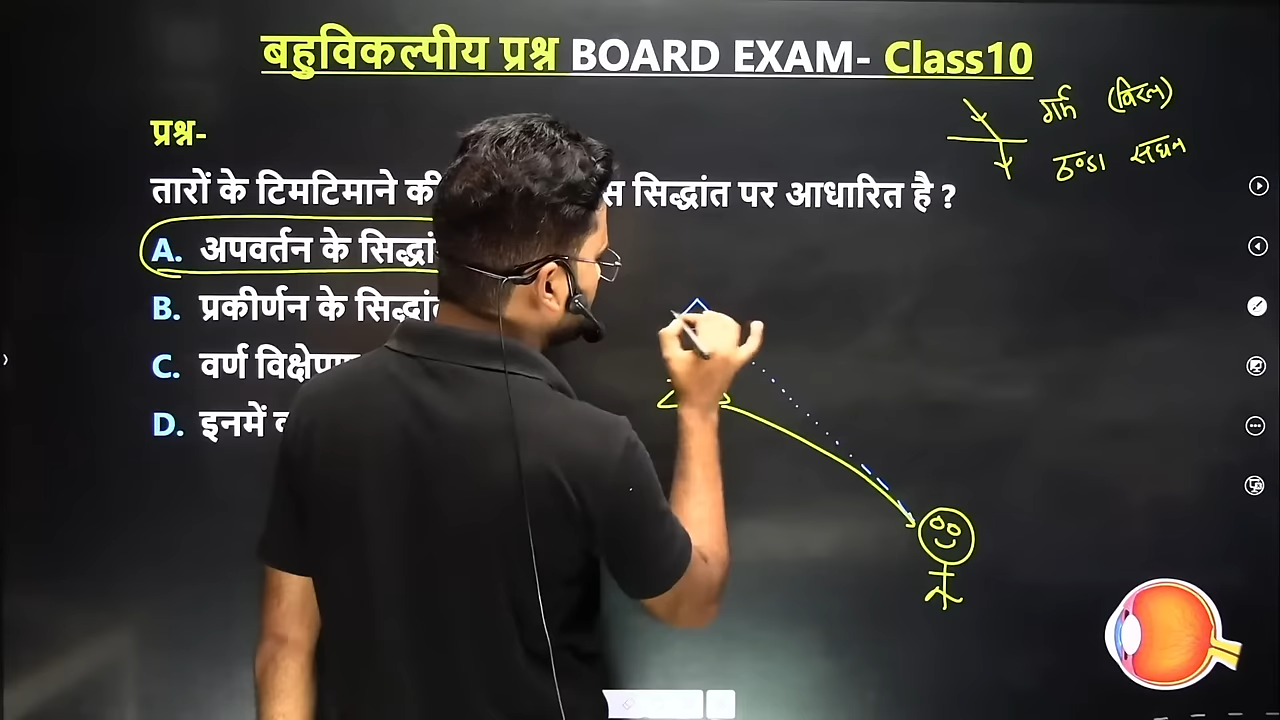 बहुविकल्पीय प्रश्न BOARD EXAM- Class10
गर्म (विरल)
ठण्डा सघन
प्रश्न-
तारों के टिमटिमाने की सिद्धांत पर आधारित है ?
A. अपवर्तन के
B. प्रकीर्णन के
C. वर्ण
D. इनमें